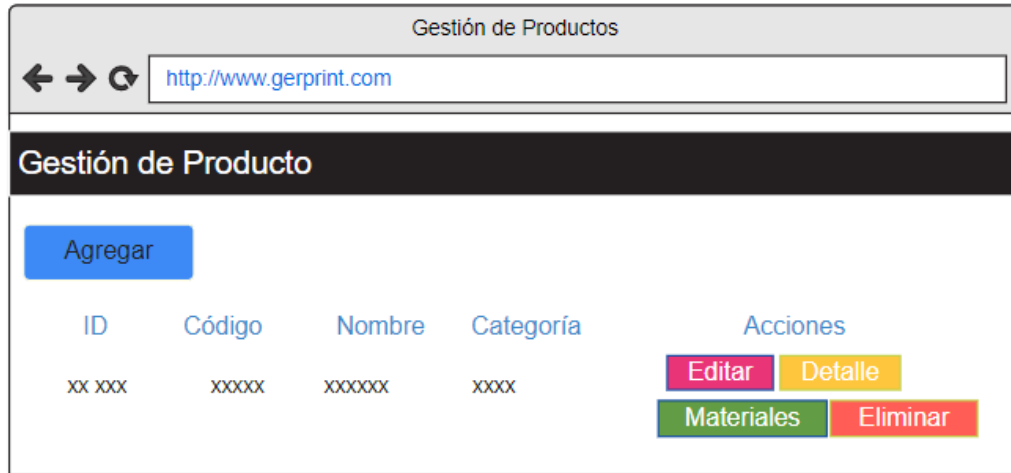 Gestión de Productos
http://www.gerprint.com
Gestión de Producto
Agregar
ID Código Nombre Categoría Acciones
xx xxx xxxxx xxxxxx xxxx Editar Detalle
Materiales Eliminar